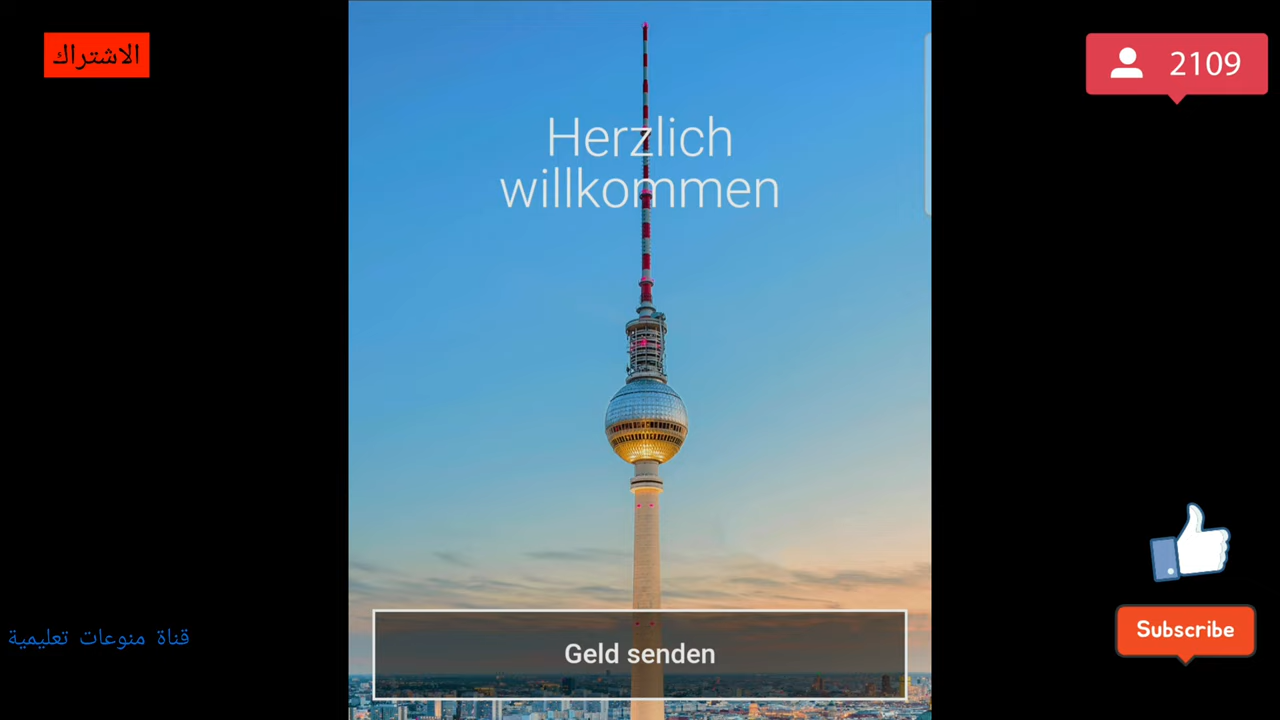 الاشتراك
2109
Herzlich
willkommen
Geld senden
Subscribe
قناة منوعات تعليمية